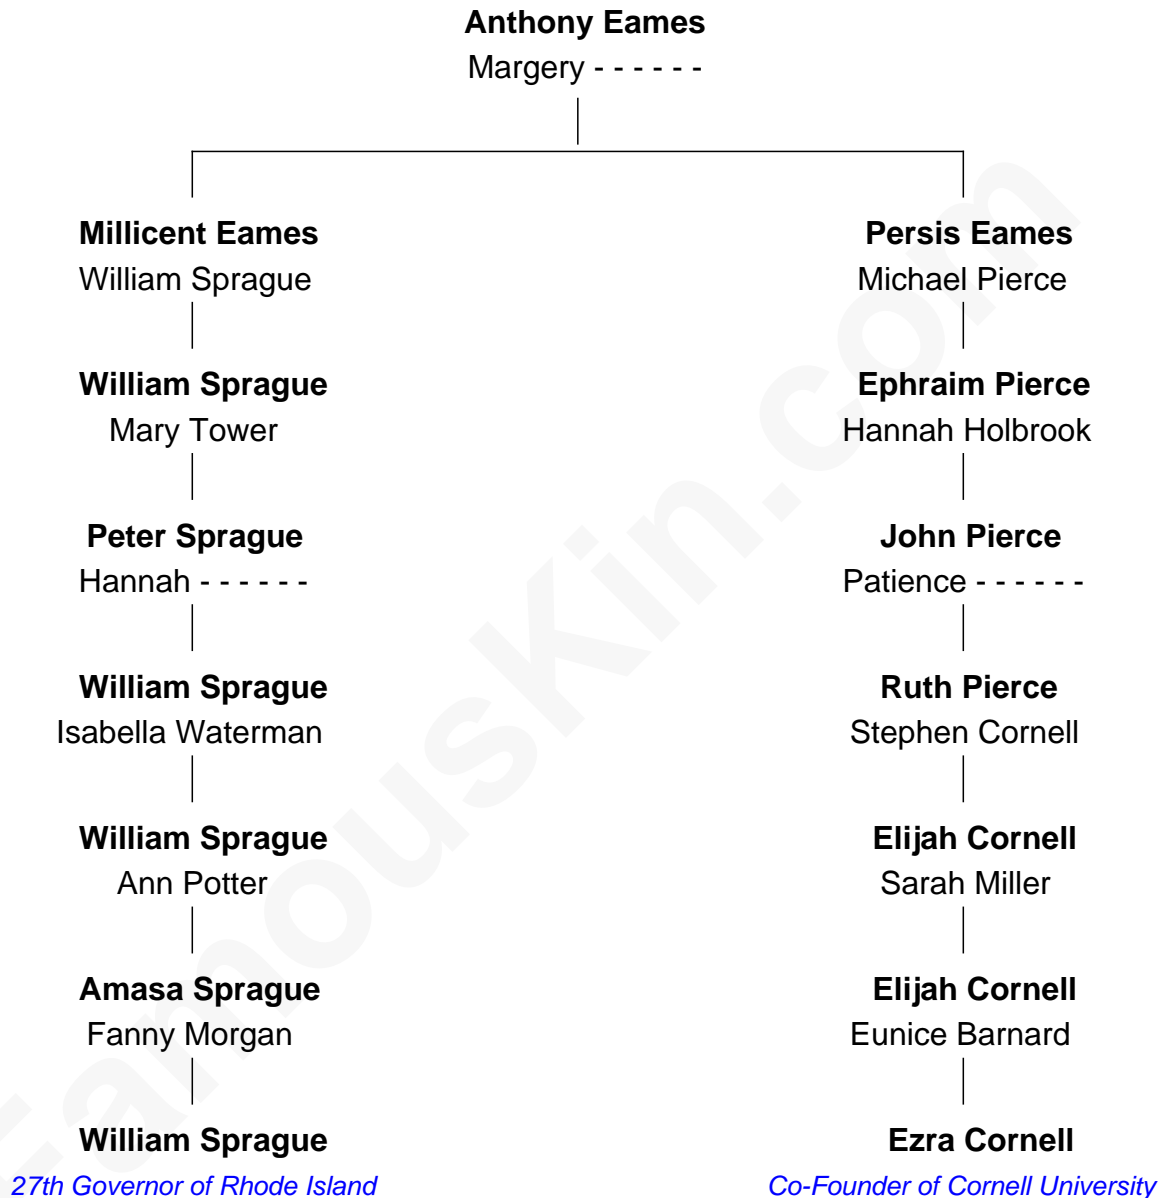 Anthony Eames
Margery - - - - - -
Millicent Eames
William Sprague
Persis Eames
Michael Pierce
William Sprague
Mary Tower
Ephraim Pierce
Hannah Holbrook
Peter Sprague
Hannah - - - - - -
John Pierce
Patience - - - - - -
William Sprague
Isabella Waterman
Ruth Pierce
Stephen Cornell
William Sprague
Ann Potter
Elijah Cornell
Sarah Miller
Amasa Sprague
Fanny Morgan
Elijah Cornell
Eunice Barnard
William Sprague
27th Governor of Rhode Island
Ezra Cornell
Co-Founder of Cornell University
FamousKin.com